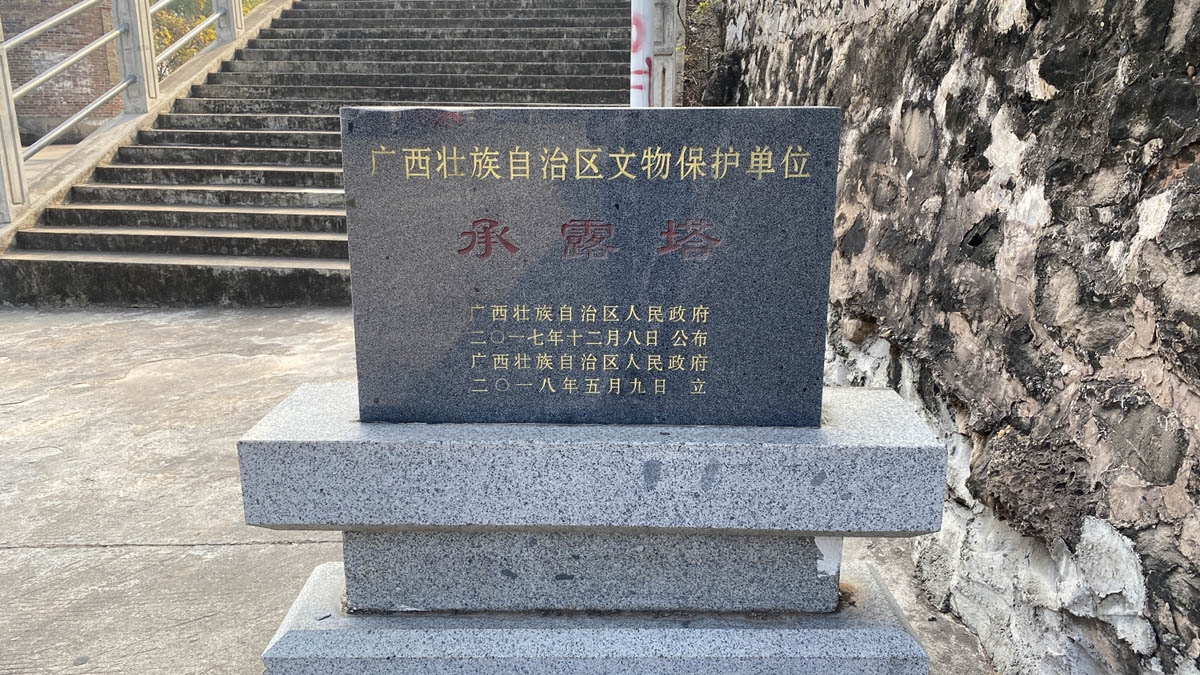 广西壮族自治区文物保护单位
承露塔
广西壮族自治区人民政府
二〇一七年十二月八日 公布
广西壮族自治区人民政府
二〇一八年五月九日 立